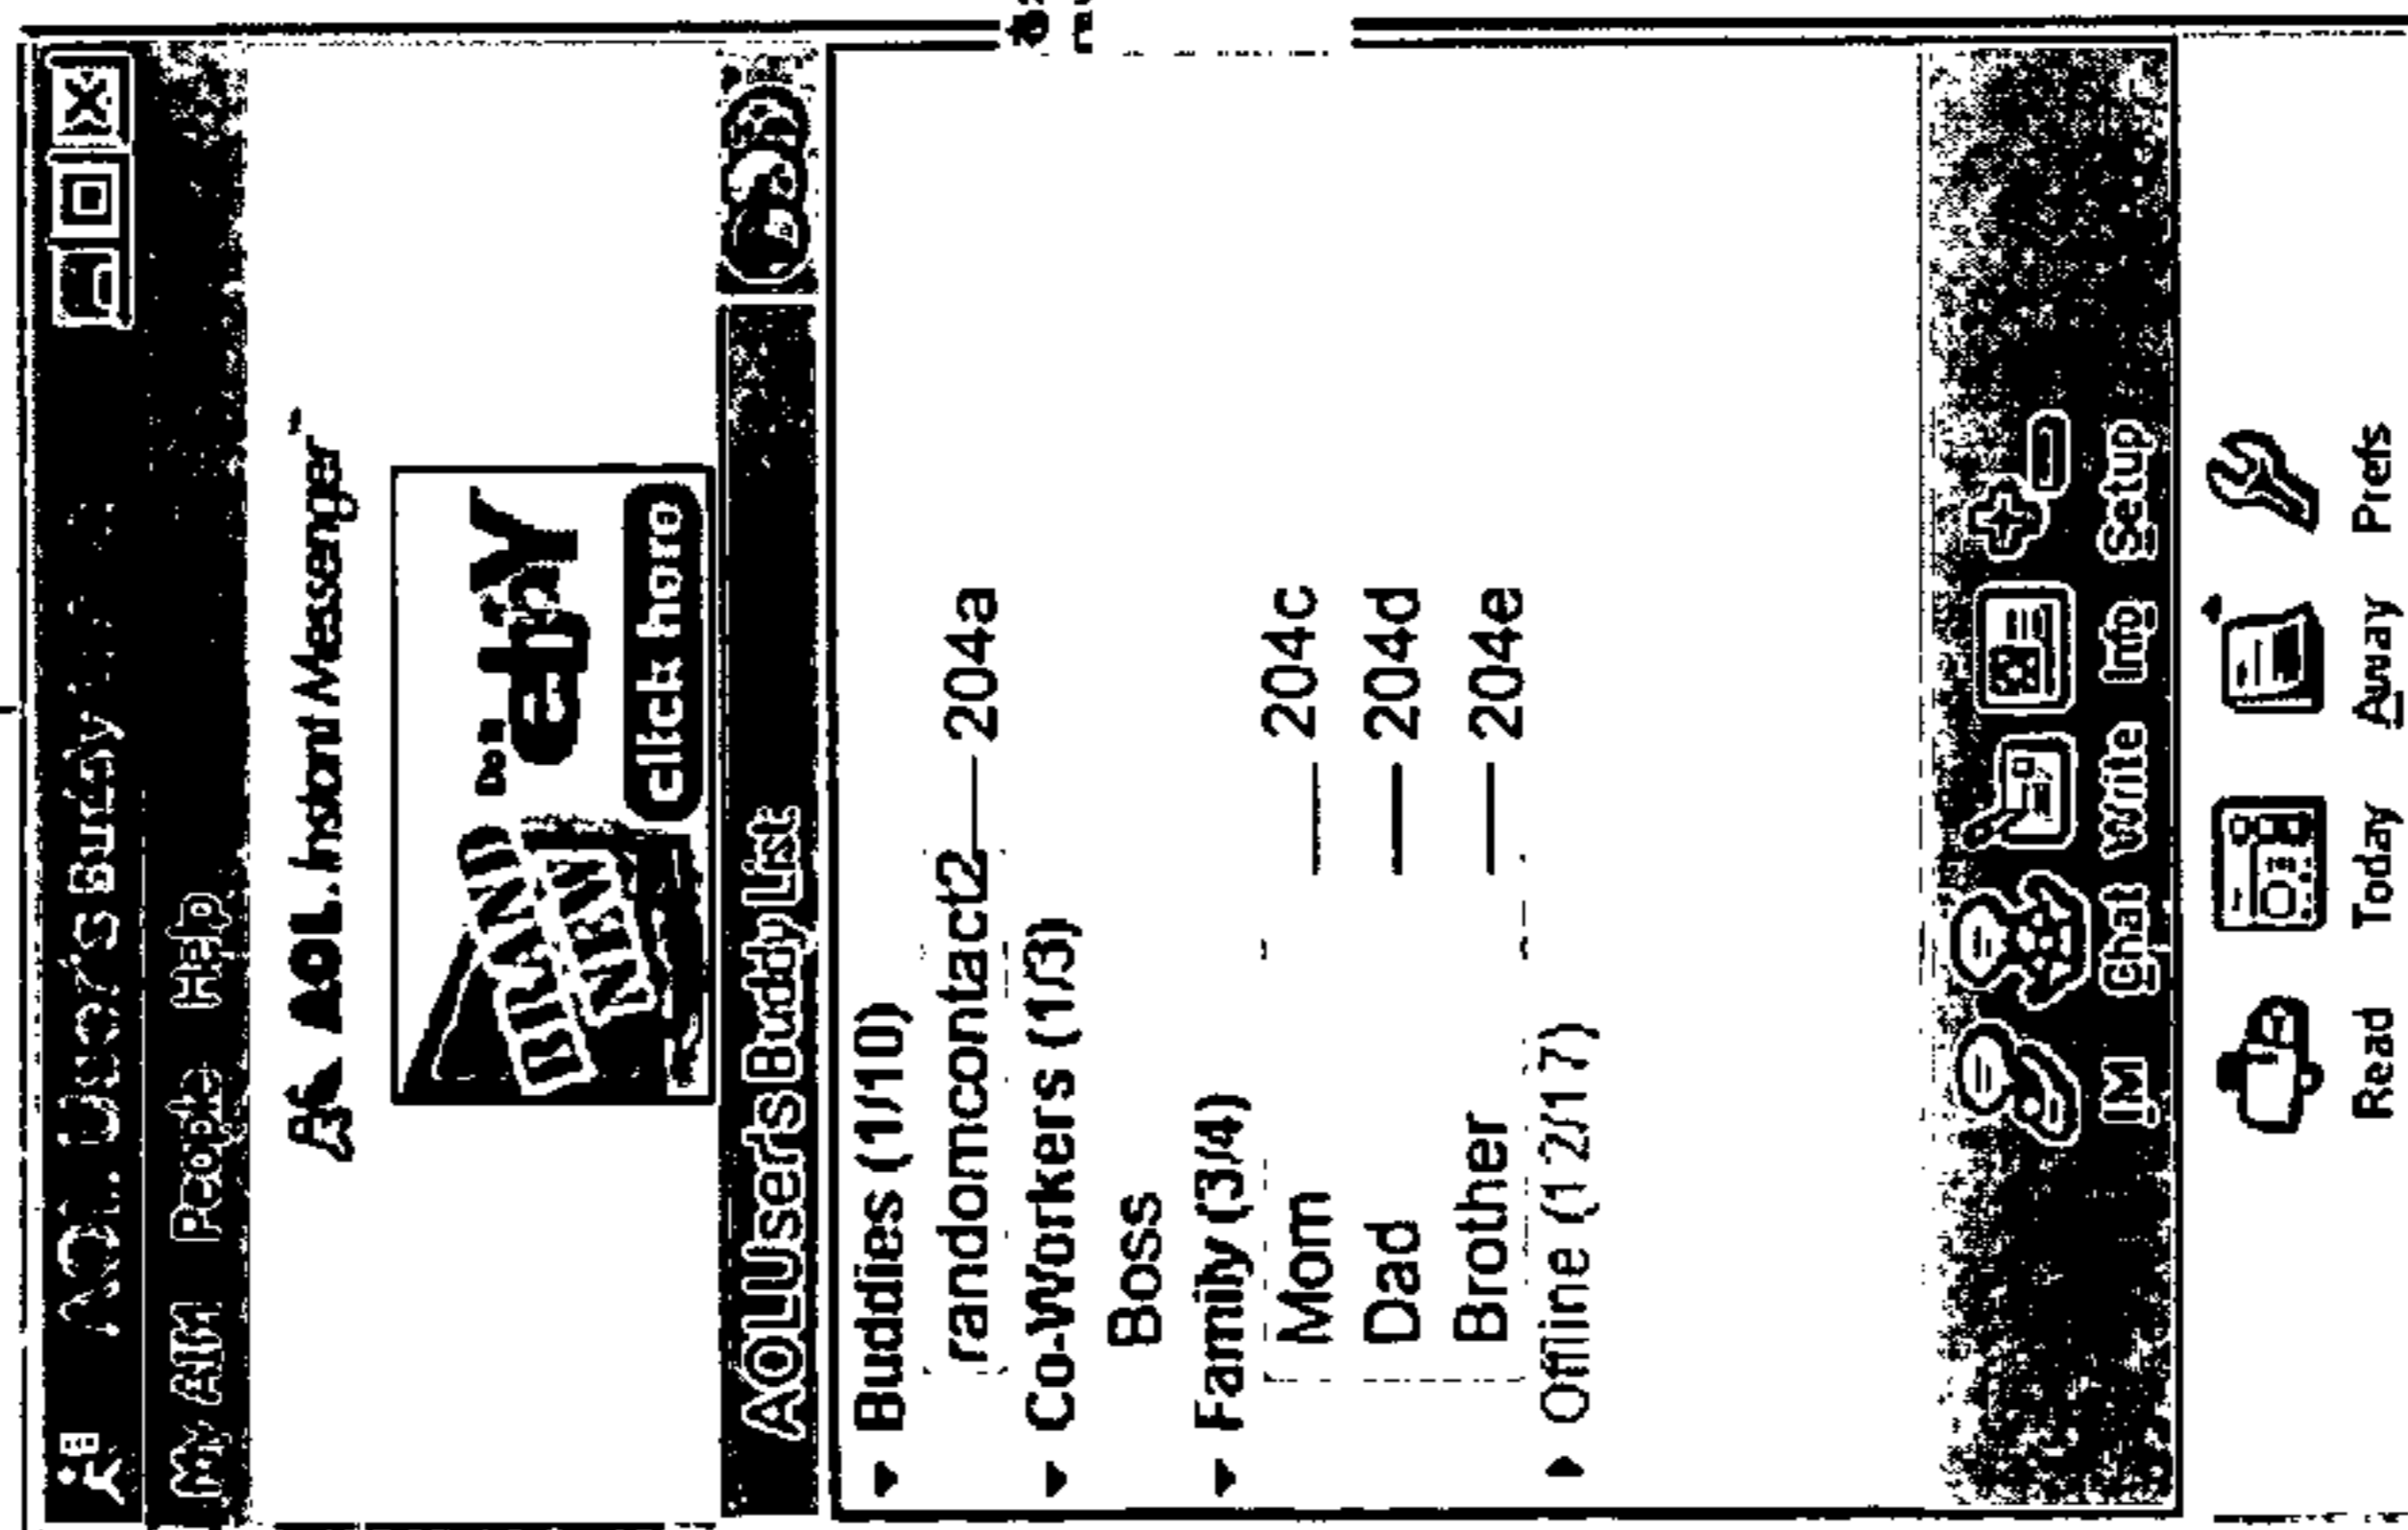 AOL User's Buddy
My AIM People Help
AOL Instant Messenger
BRAND
NEW
on
ebay
click here
AOLUser's Buddy List
Buddies (1/10)
randomcontact2 204a
Co-Workers (1/3)
Boss
Family (3/4)
Mom 204c
Dad 204d
Brother 204e
Offline (12/17)
IM Chat Write Info Setup
Read Today Away Prefs